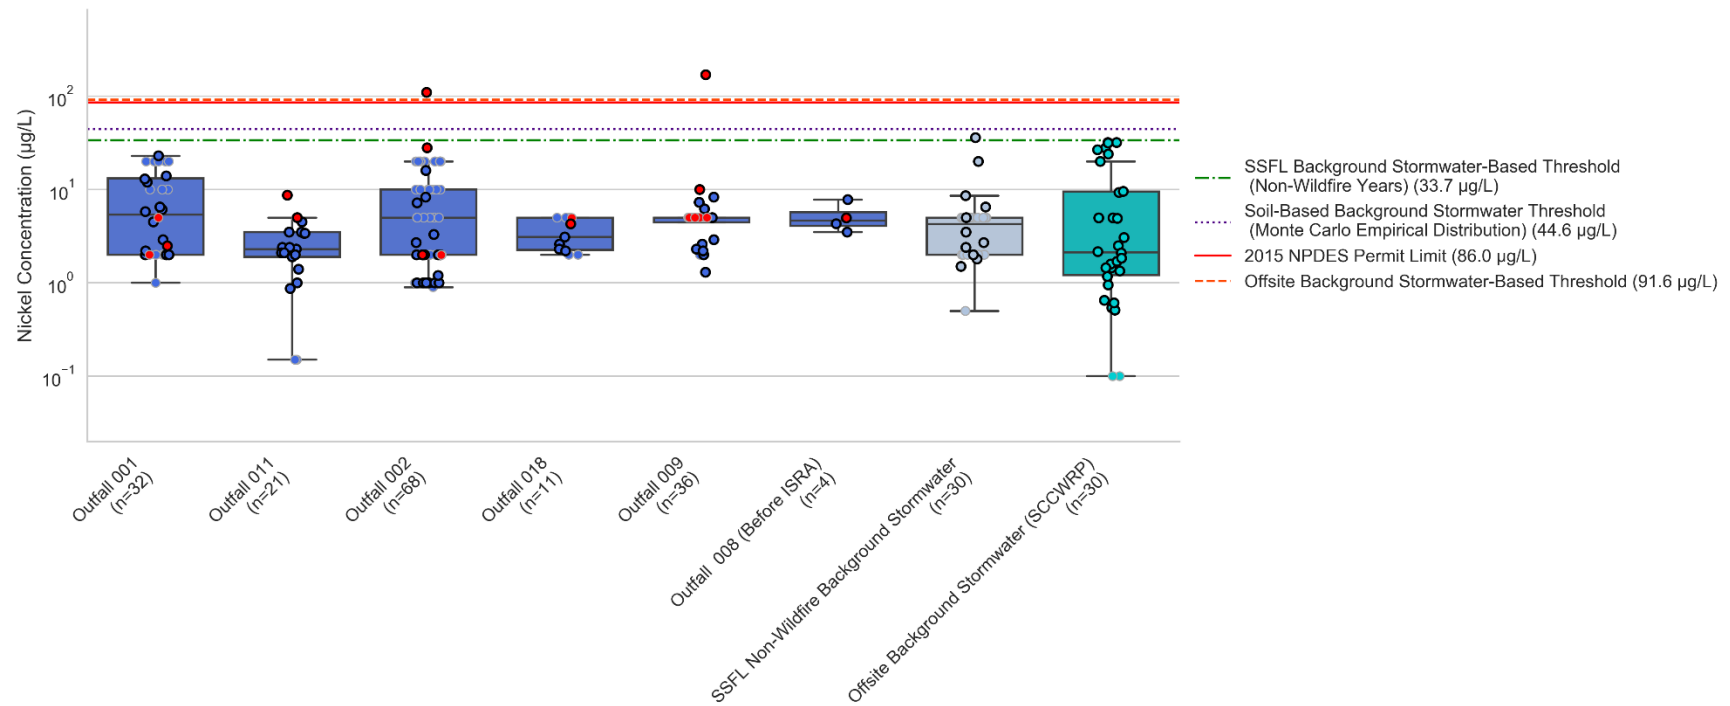 Nickel Concentration (µg/L)
10²
10¹
10⁰
10⁻¹
Outfall 001
(n=32)
Outfall 011
(n=21)
Outfall 002
(n=68)
Outfall 018
(n=11)
Outfall 009
(n=36)
Outfall  008 (Before ISRA)
(n=4)
SSFL Non-Wildfire Background Stormwater
(n=30)
Offsite Background Stormwater (SCCWRP)
(n=30)
SSFL Background Stormwater-Based Threshold
(Non-Wildfire Years) (33.7 µg/L)
Soil-Based Background Stormwater Threshold
(Monte Carlo Empirical Distribution) (44.6 µg/L)
2015 NPDES Permit Limit (86.0 µg/L)
Offsite Background Stormwater-Based Threshold (91.6 µg/L)